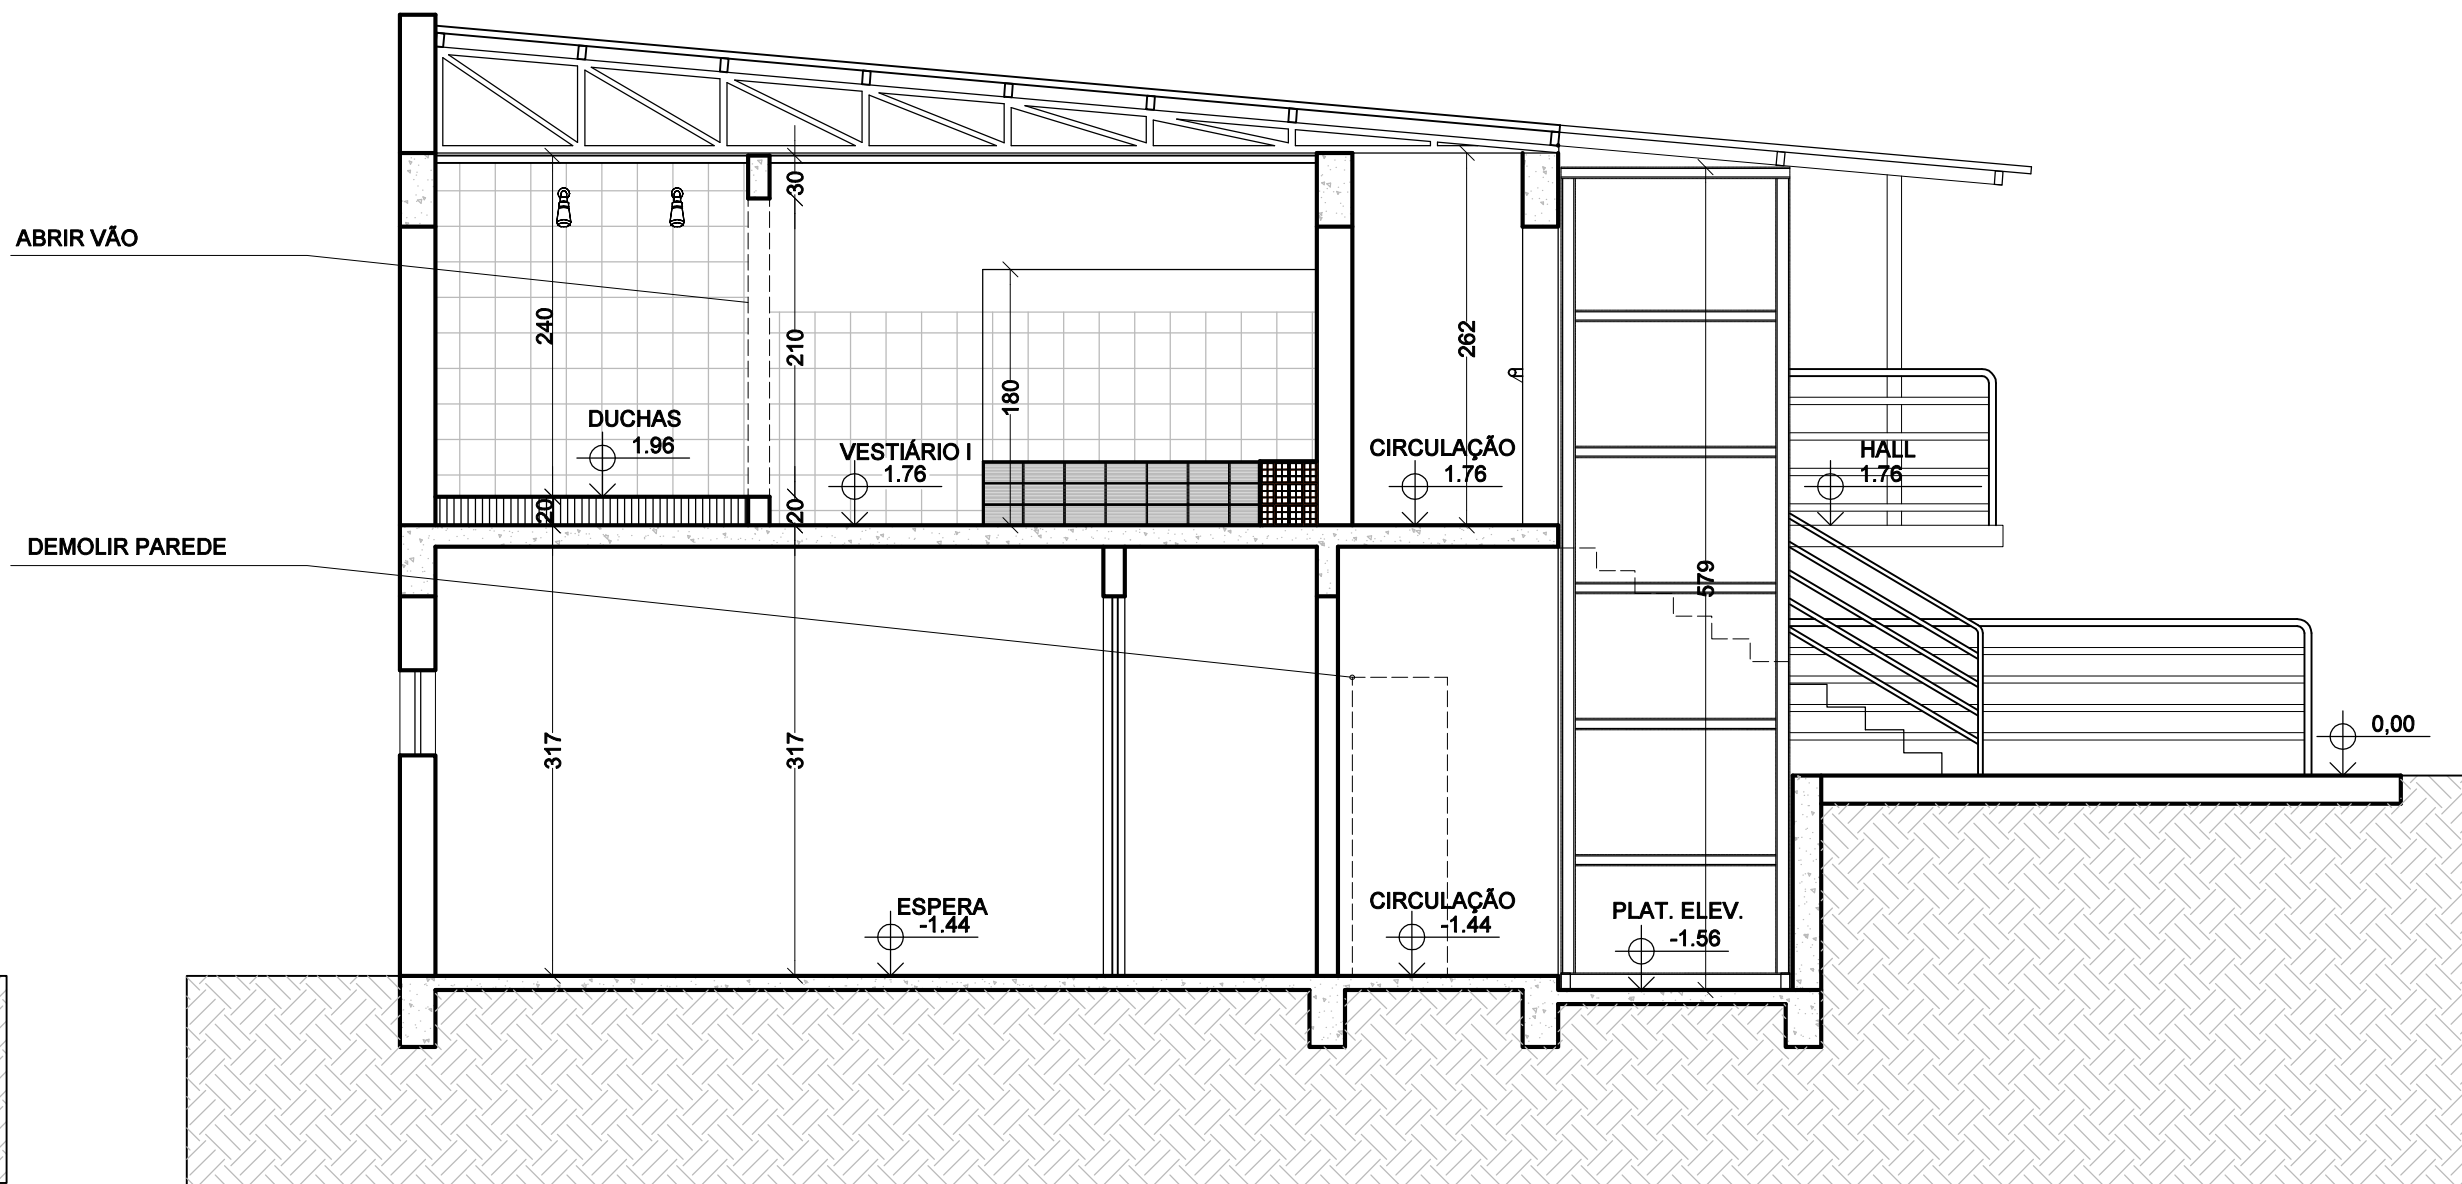 30
ABRIR VÃO
240
210
262
180
DUCHAS
1.96
VESTIÁRIO I
1.76
CIRCULAÇÃO
1.76
HALL
1.76
20
20
DEMOLIR PAREDE
579
317
317
0,00
ESPERA
-1.44
CIRCULAÇÃO
-1.44
PLAT. ELEV.
-1.56